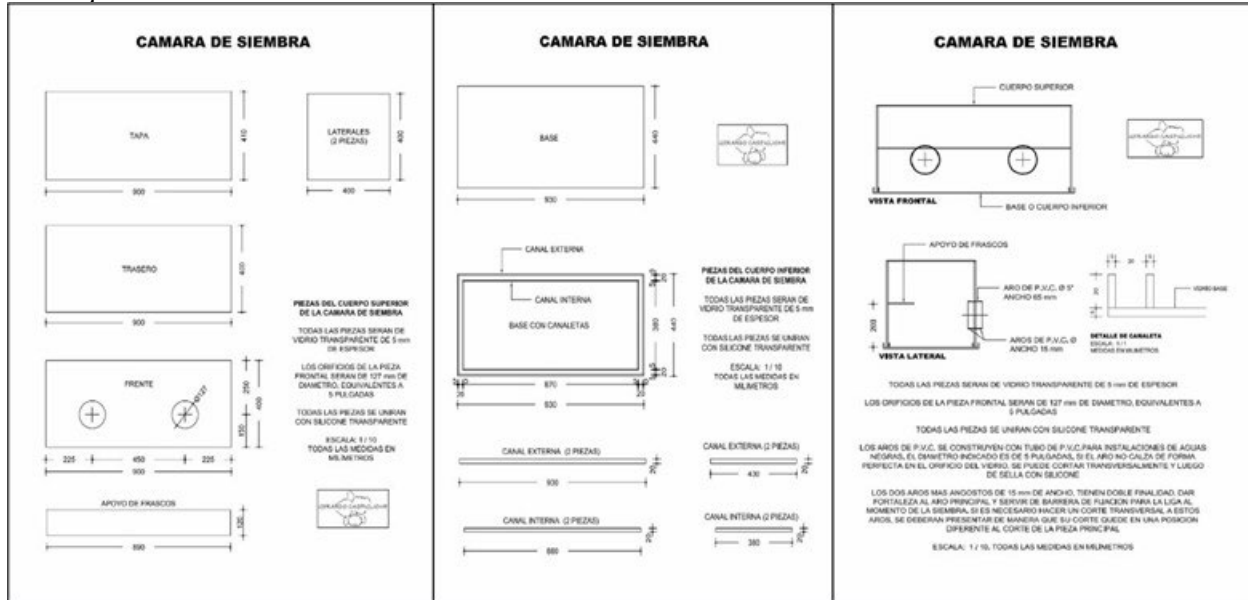 CAMARA DE SIEMBRA
TAPA
410
900
LATERALES
(2 PIEZAS)
400
400
TRASERO
400
900
PIEZAS DEL CUERPO SUPERIOR
DE LA CAMARA DE SIEMBRA
TODAS LAS PIEZAS SERAN DE
VIDRIO TRANSPARENTE DE 5 mm
DE ESPESOR
LOS ORIFICIOS DE LA PIEZA
FRONTAL SERAN DE 127 mm DE
DIAMETRO, EQUIVALENTES A
5 PULGADAS
TODAS LAS PIEZAS SE UNIRAN
CON SILICONE TRANSPARENTE
ESCALA: 1 / 10
TODAS LAS MEDIDAS EN
MILIMETROS
FRENTE
Ø127
250
150
400
225
450
225
900
APOYO DE FRASCOS
120
890
CAMARA DE SIEMBRA
BASE
440
930
CANAL EXTERNA
CANAL INTERNA
BASE CON CANALETAS
20
380
440
20
870
930
PIEZAS DEL CUERPO INFERIOR
DE LA CAMARA DE SIEMBRA
TODAS LAS PIEZAS SERAN DE
VIDRIO TRANSPARENTE DE 5 mm
DE ESPESOR
TODAS LAS PIEZAS SE UNIRAN
CON SILICONE TRANSPARENTE
ESCALA: 1 / 10
TODAS LAS MEDIDAS EN
MILIMETROS
CANAL EXTERNA (2 PIEZAS)
20
930
CANAL EXTERNA (2 PIEZAS)
20
430
CANAL INTERNA (2 PIEZAS)
20
880
CANAL INTERNA (2 PIEZAS)
20
380
CAMARA DE SIEMBRA
CUERPO SUPERIOR
VISTA FRONTAL
BASE O CUERPO INFERIOR
APOYO DE FRASCOS
ARO DE P.V.C. Ø 5"
ANCHO 65 mm
AROS DE P.V.C. Ø
ANCHO 15 mm
200
VISTA LATERAL
20
VIDRIO BASE
DETALLE DE CANALETA
ESCALA: 1 / 1
MEDIDAS EN MILIMETROS
TODAS LAS PIEZAS SERAN DE VIDRIO TRANSPARENTE DE 5 mm DE ESPESOR
LOS ORIFICIOS DE LA PIEZA FRONTAL SERAN DE 127 mm DE DIAMETRO, EQUIVALENTES A
5 PULGADAS
TODAS LAS PIEZAS SE UNIRAN CON SILICONE TRANSPARENTE
LOS AROS DE P.V.C. SE CONSTRUYEN CON TUBO DE P.V.C.PARA INSTALACIONES DE AGUAS
NEGRAS, EL DIAMETRO INDICADO ES DE 5 PULGADAS, SI EL ARO NO CALZA DE FORMA
PERFECTA EN EL ORIFICIO DEL VIDRIO, SE PUEDE CORTAR TRANSVERSALMENTE Y LUEGO
DE SELLA CON SILICONE
LOS DOS AROS MAS ANGOSTOS DE 15 mm DE ANCHO, TIENEN DOBLE FINALIDAD, DAR
FORTALEZA AL ARO PRINCIPAL Y SERVIR DE BARRERA DE FIJACION PARA LA LIGA AL
MOMENTO DE LA SIEMBRA, SI ES NECESARIO HACER UN CORTE TRANSVERSAL A ESTOS
AROS, SE DEBERAN PRESENTAR DE MANERA QUE SU CORTE QUEDE EN UNA POSICION
DIFERENTE AL CORTE DE LA PIEZA PRINCIPAL
ESCALA: 1 / 10, TODAS LAS MEDIDAS EN MILIMETROS